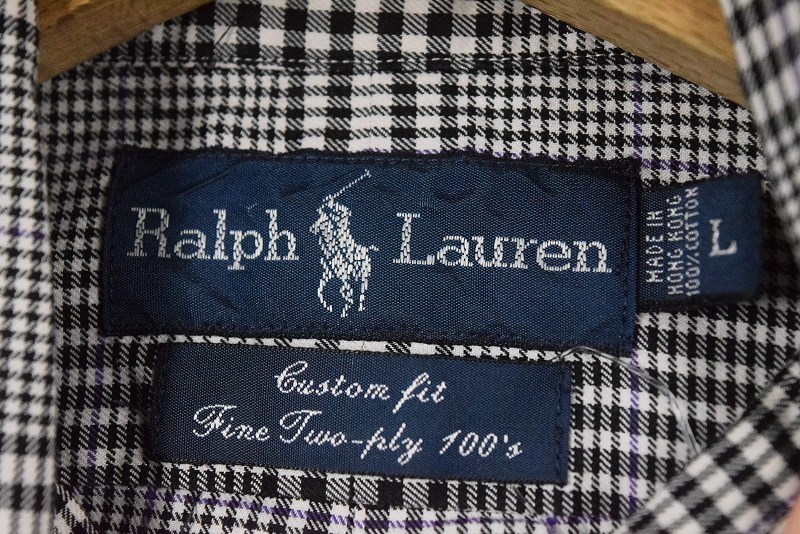 Ralph Lauren
MADE IN
HONG KONG
100% COTTON
L
Custom fit
Fine Two-ply 100's